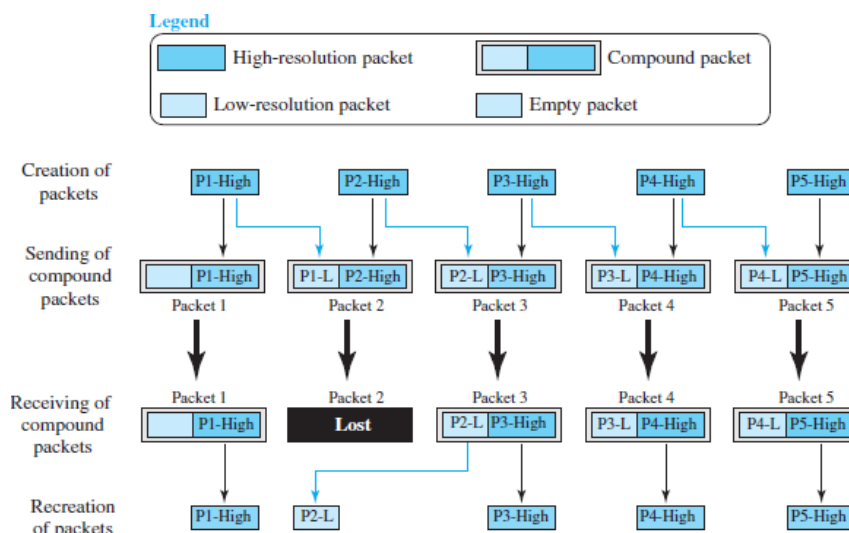 Legend
High-resolution packet
Compound packet
Low-resolution packet
Empty packet
Creation of
packets
P1-High
P2-High
P3-High
P4-High
P5-High
Sending of
compound
packets
P1-High
P1-L P2-High
P2-L P3-High
P3-L P4-High
P4-L P5-High
Packet 1
Packet 2
Packet 3
Packet 4
Packet 5
Receiving of
compound
packets
Packet 1
Packet 2
Packet 3
Packet 4
Packet 5
P1-High
Lost
P2-L P3-High
P3-L P4-High
P4-L P5-High
Recreation
of packets
P1-High
P2-L
P3-High
P4-High
P5-High